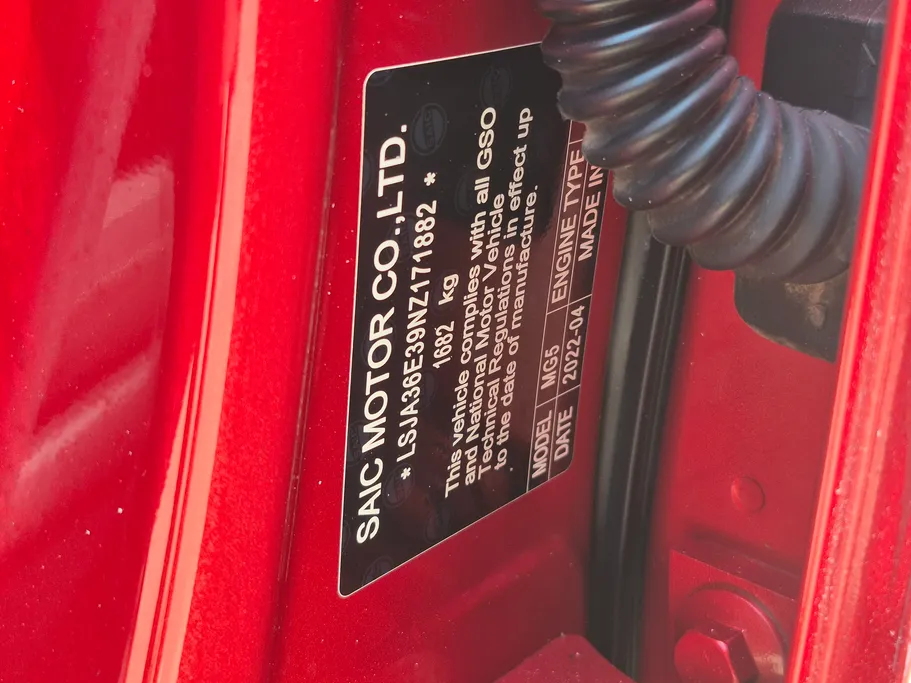 SAIC MOTOR CO.,LTD.
* LSJA36E39NZ171882 *
1682 kg
This vehicle complies with all GSO
and National Motor Vehicle
Technical Regulations in effect up
to the date of manufacture.
MODEL MG5 ENGINE TYPE
DATE 2022-04 MADE IN